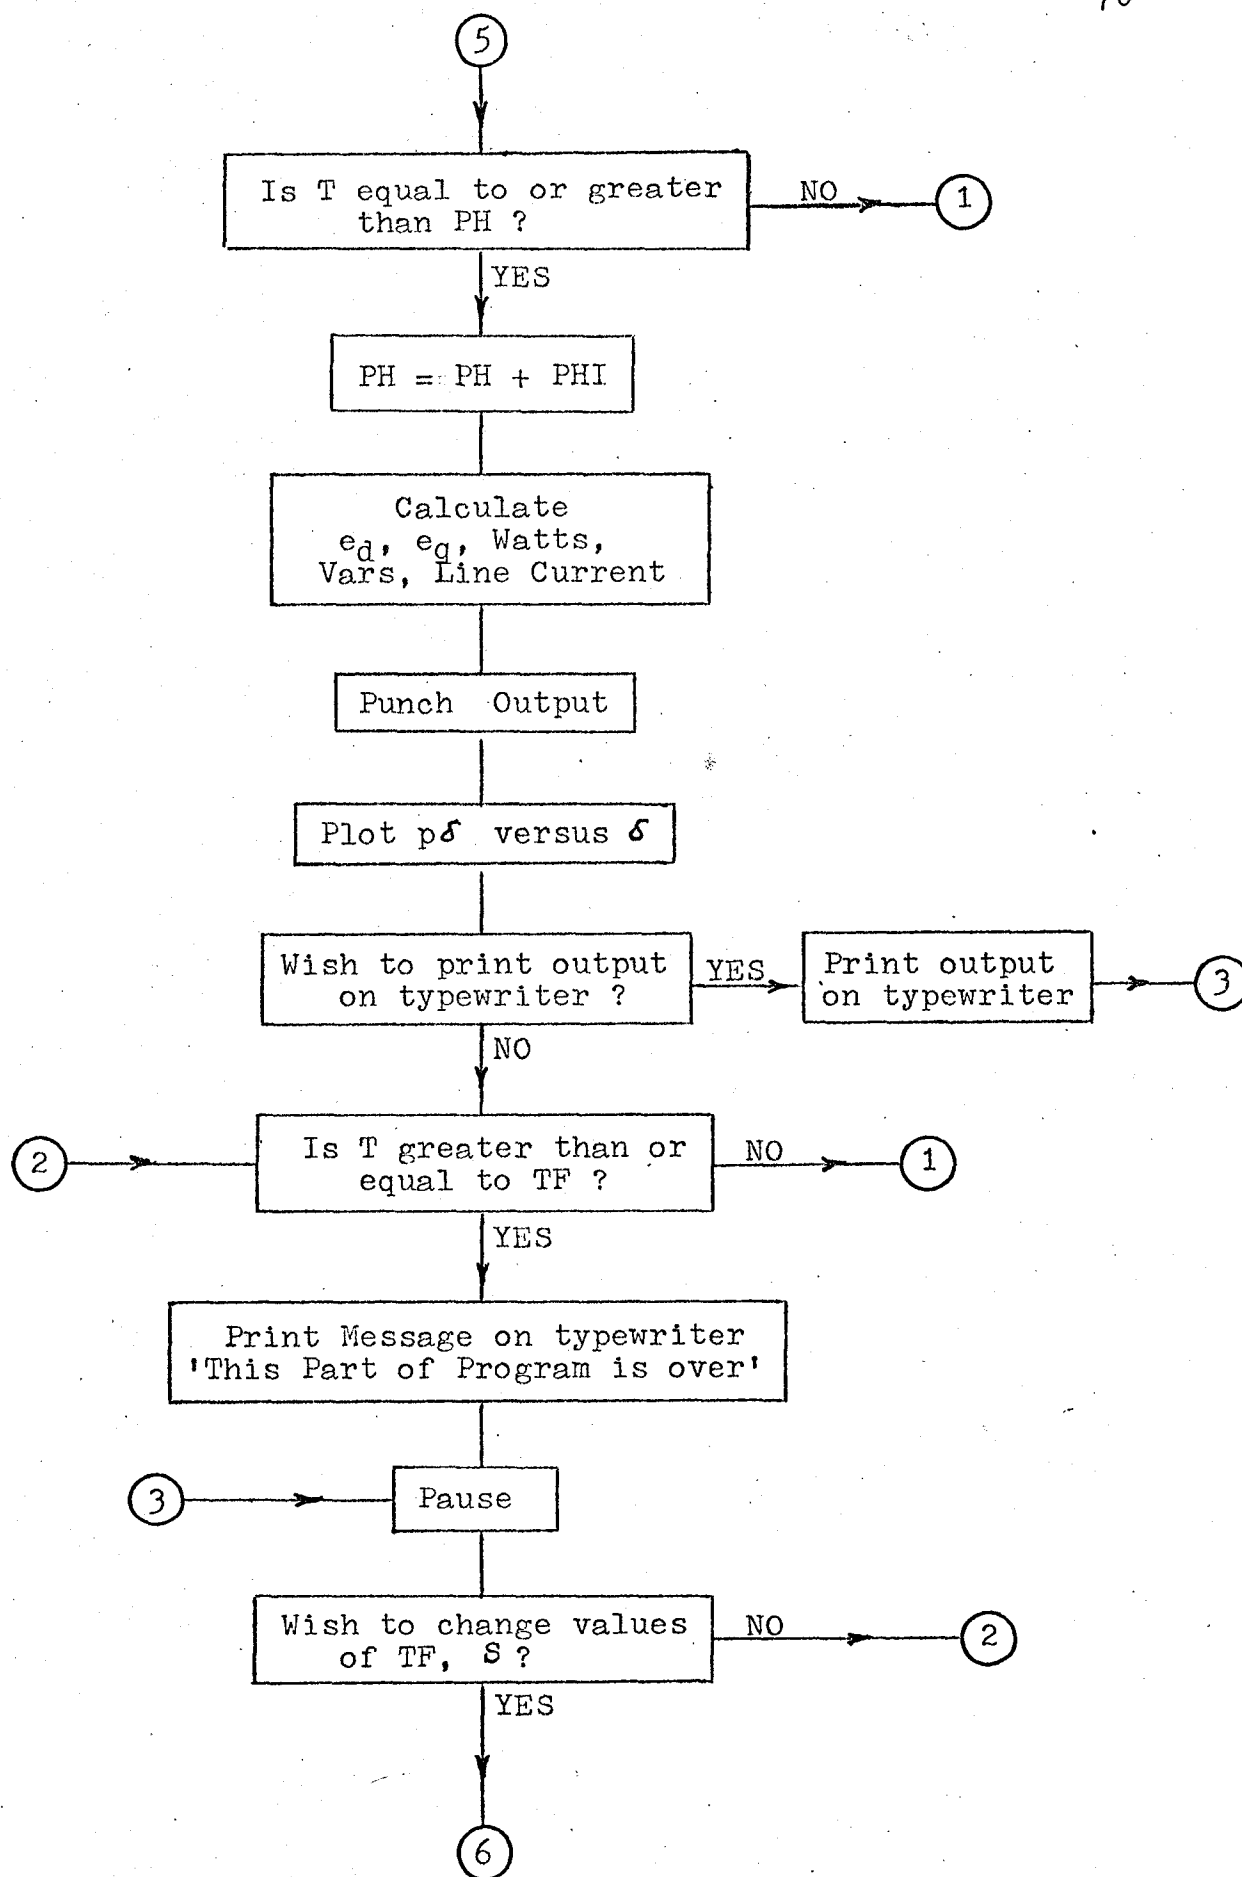 5
Is T equal to or greater
than PH ?
NO
1
YES
PH = PH + PHI
Calculate
e_d, e_q, Watts,
Vars, Line Current
Punch Output
Plot pδ versus δ
Wish to print output
on typewriter ?
YES
Print output
on typewriter
3
NO
2
Is T greater than or
equal to TF ?
NO
1
YES
Print Message on typewriter
'This Part of Program is over'
3
Pause
Wish to change values
of TF, S ?
NO
2
YES
6